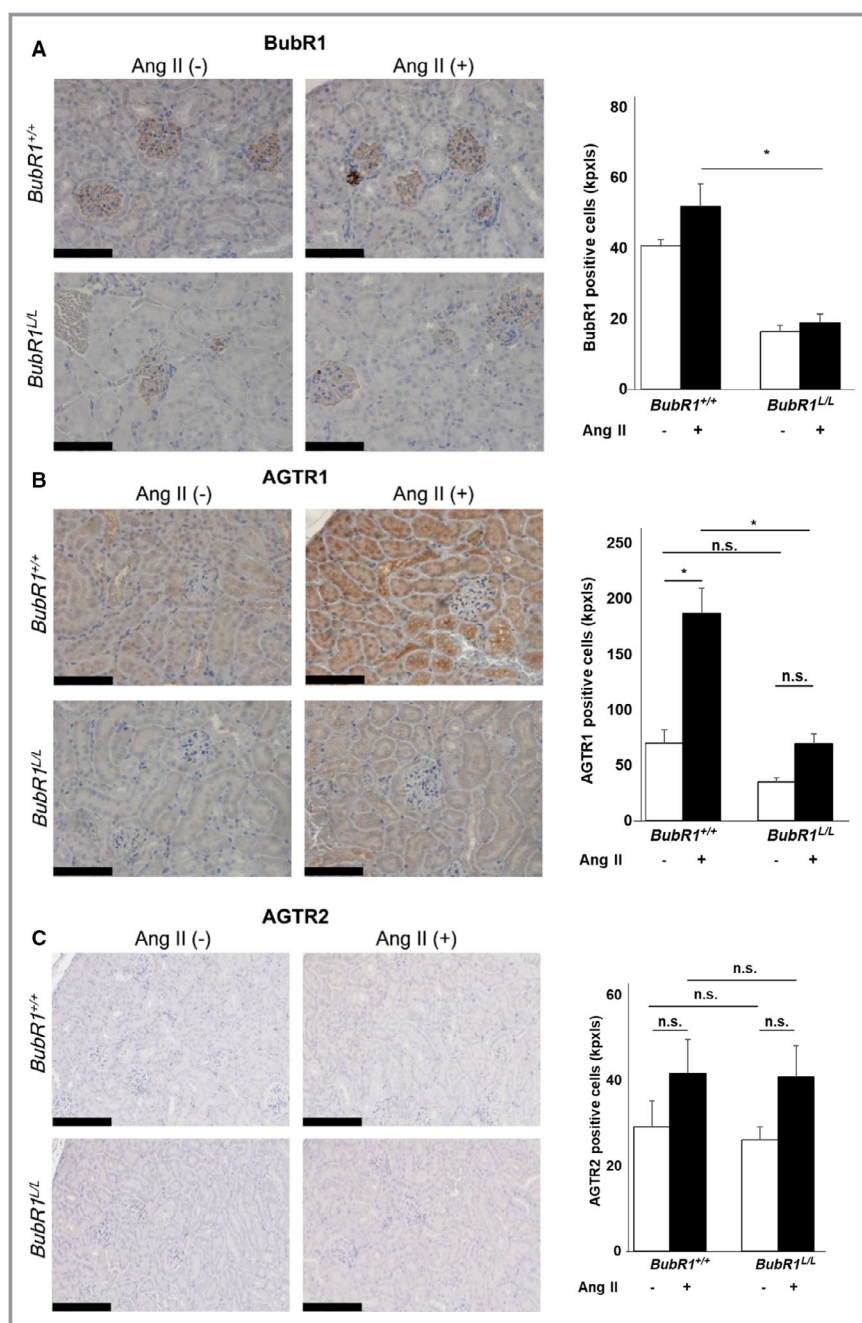 A
BubR1
Ang II (-)
Ang II (+)
BubR1+/+
BubR1L/L
BubR1 positive cells (kpxls)
80
60
40
20
0
*
BubR1+/+
BubR1L/L
Ang II
-
+
-
+
B
AGTR1
Ang II (-)
Ang II (+)
BubR1+/+
BubR1L/L
AGTR1 positive cells (kpxls)
250
200
150
100
50
0
*
n.s.
*
n.s.
BubR1+/+
BubR1L/L
Ang II
-
+
-
+
C
AGTR2
Ang II (-)
Ang II (+)
BubR1+/+
BubR1L/L
AGTR2 positive cells (kpxls)
60
40
20
0
n.s.
n.s.
n.s.
n.s.
BubR1+/+
BubR1L/L
Ang II
-
+
-
+